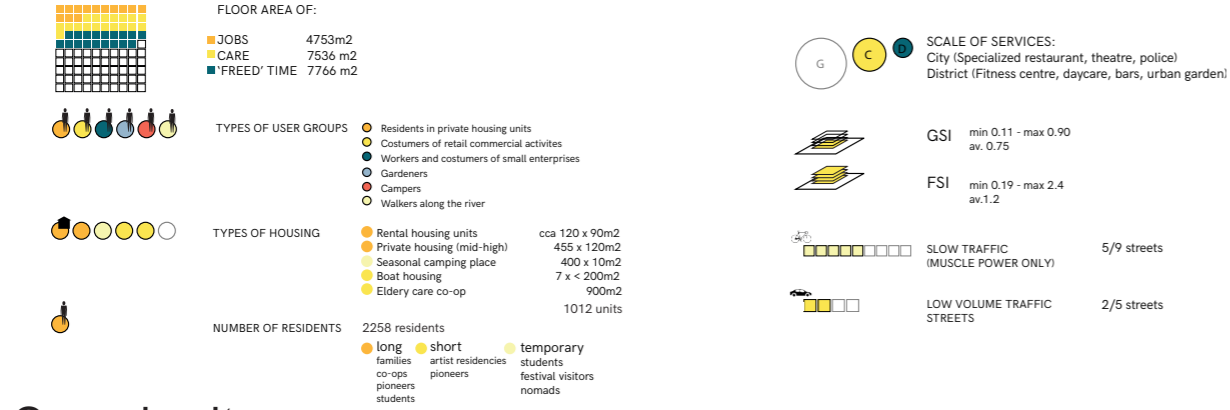 FLOOR AREA OF:
JOBS 4753m2
CARE 7536 m2
‘FREED’ TIME 7766 m2
TYPES OF USER GROUPS
Residents in private housing units
Costumers of retail commercial activites
Workers and costumers of small enterprises
Gardeners
Campers
Walkers along the river
TYPES OF HOUSING
Rental housing units cca 120 x 90m2
Private housing (mid-high) 455 x 120m2
Seasonal camping place 400 x 10m2
Boat housing 7 x < 200m2
Eldery care co-op 900m2
1012 units
NUMBER OF RESIDENTS 2258 residents
long
families
co-ops
pioneers
students
short
artist residencies
pioneers
temporary
students
festival visitors
nomads
G
C
D
SCALE OF SERVICES:
City (Specialized restaurant, theatre, police)
District (Fitness centre, daycare, bars, urban garden)
GSI min 0.11 - max 0.90
av. 0.75
FSI min 0.19 - max 2.4
av.1.2
SLOW TRAFFIC 5/9 streets
(MUSCLE POWER ONLY)
LOW VOLUME TRAFFIC 2/5 streets
STREETS